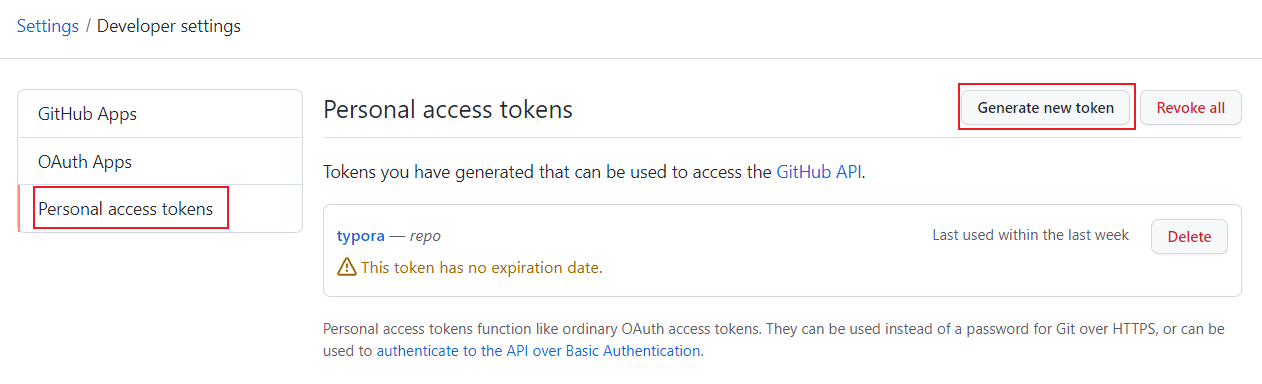 Settings / Developer settings
GitHub Apps
OAuth Apps
Personal access tokens
Personal access tokens
Generate new token
Revoke all
Tokens you have generated that can be used to access the GitHub API.
typora — repo
Last used within the last week
Delete
This token has no expiration date.
Personal access tokens function like ordinary OAuth access tokens. They can be used instead of a password for Git over HTTPS, or can be
used to authenticate to the API over Basic Authentication.